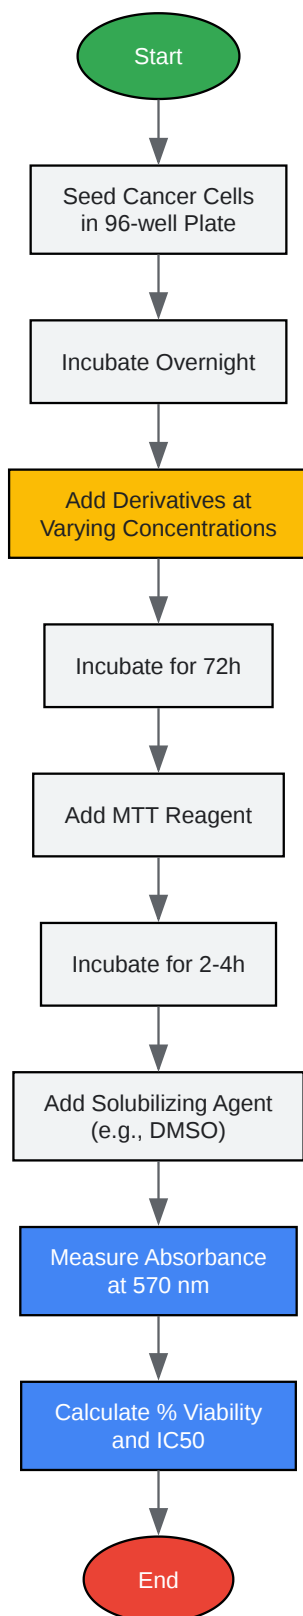 Start
Seed Cancer Cells
in 96-well Plate
Incubate Overnight
Add Derivatives at
Varying Concentrations
Incubate for 72h
Add MTT Reagent
Incubate for 2-4h
Add Solubilizing Agent
(e.g., DMSO)
Measure Absorbance
at 570 nm
Calculate % Viability
and IC50
End